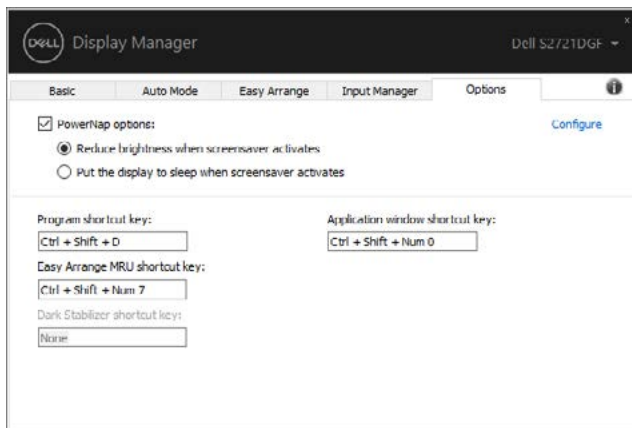 DELL Display Manager
Dell S2721DGF
Basic
Auto Mode
Easy Arrange
Input Manager
Options
PowerNap options:
Configure
Reduce brightness when screensaver activates
Put the display to sleep when screensaver activates
Program shortcut key:
Application window shortcut key:
Ctrl + Shift + D
Ctrl + Shift + Num 0
Easy Arrange MRU shortcut key:
Ctrl + Shift + Num 7
Dark Stabilizer shortcut key:
None